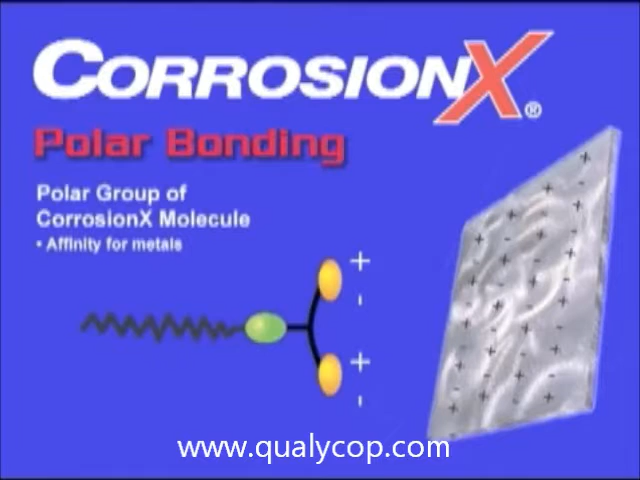 CORROSIONX®
Polar Bonding
Polar Group of
CorrosionX Molecule
• Affinity for metals
+
-
+
-
www.qualycop.com